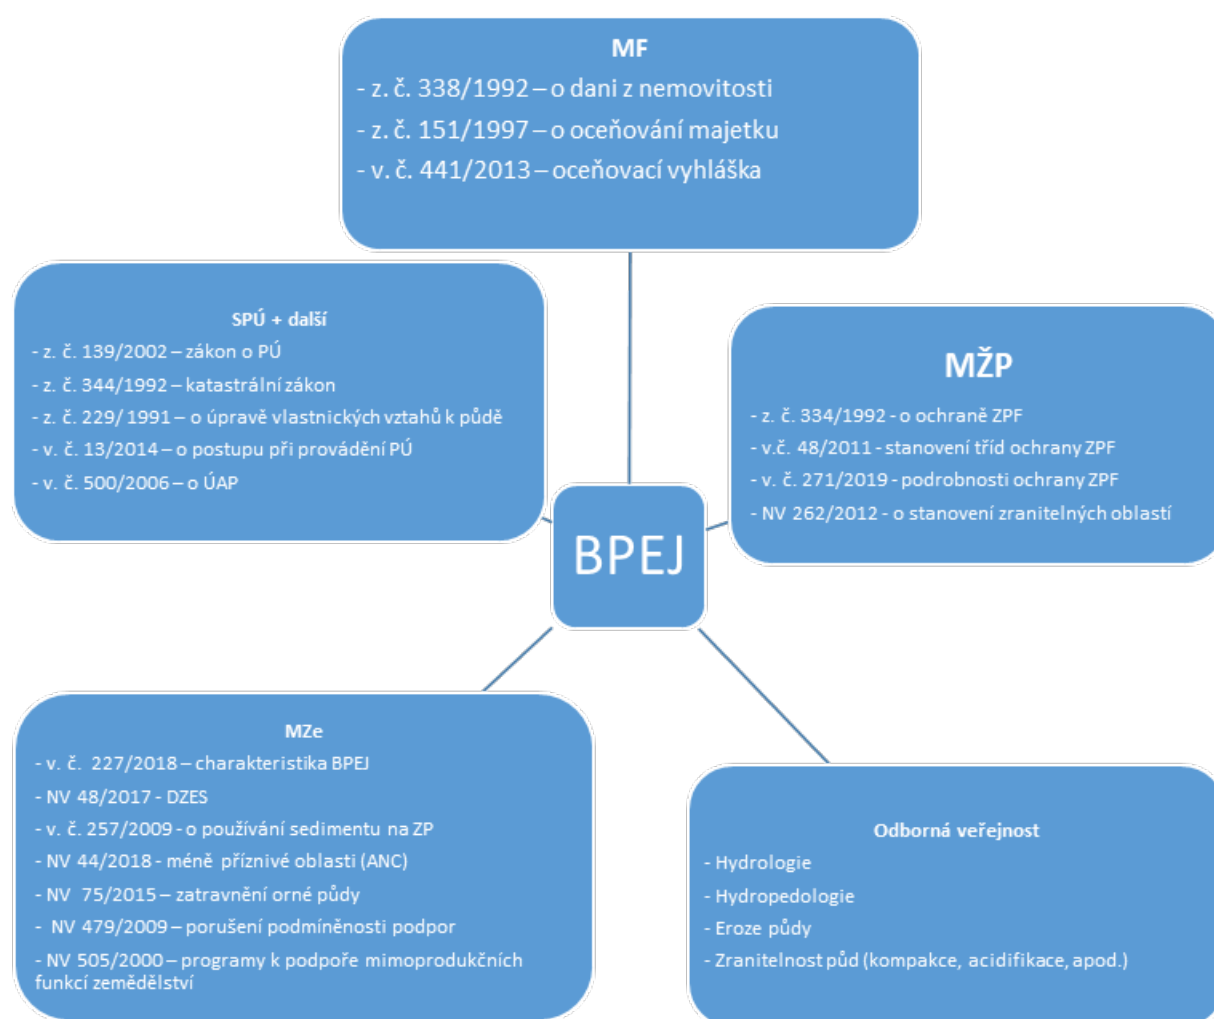 MF
- z. č. 338/1992 – o dani z nemovitosti
- z. č. 151/1997 – o oceňování majetku
- v. č. 441/2013 – oceňovací vyhláška
SPÚ + další
- z. č. 139/2002 – zákon o PÚ
- z. č. 344/1992 – katastrální zákon
- z. č. 229/ 1991 – o úpravě vlastnických vztahů k půdě
- v. č. 13/2014 – o postupu při provádění PÚ
- v. č. 500/2006 – o ÚAP
MŽP
- z. č. 334/1992 - o ochraně ZPF
- v.č. 48/2011 - stanovení tříd ochrany ZPF
- v. č. 271/2019 - podrobnosti ochrany ZPF
- NV 262/2012 - o stanovení zranitelných oblastí
BPEJ
MZe
- v. č.  227/2018 – charakteristika BPEJ
- NV 48/2017 - DZES
- v. č. 257/2009 - o používání sedimentu na ZP
- NV 44/2018 - méně  příznivé oblasti (ANC)
- NV  75/2015 – zatravnění orné půdy
-  NV 479/2009 – porušení podmíněnosti podpor
- NV 505/2000 – programy k podpoře mimoprodukčních
funkcí zemědělství
Odborná veřejnost
- Hydrologie
- Hydropedologie
- Eroze půdy
- Zranitelnost půd (kompakce, acidifikace, apod.)